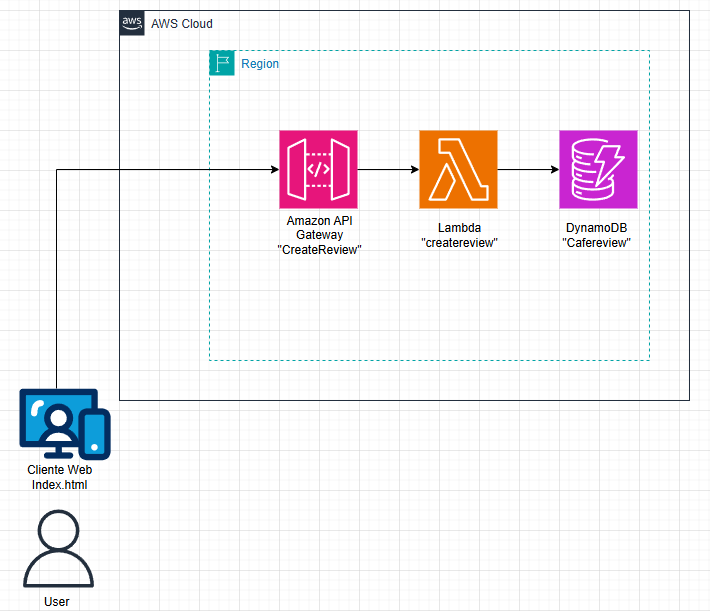 aws
AWS Cloud
Region
</>
Amazon API
Gateway
"CreateReview"
Lambda
"createreview"
DynamoDB
"Cafereview"
Cliente Web
Index.html
User